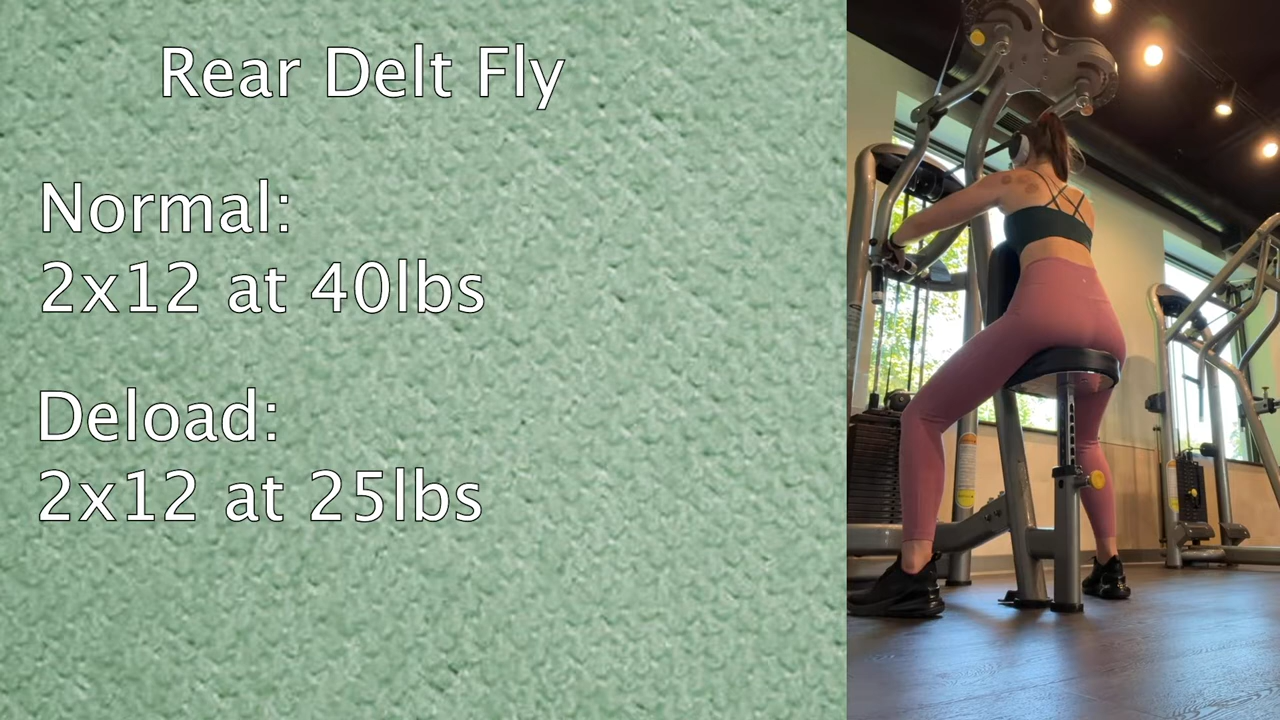 Rear Delt Fly
Normal:
2x12 at 40lbs
Deload:
2x12 at 25lbs